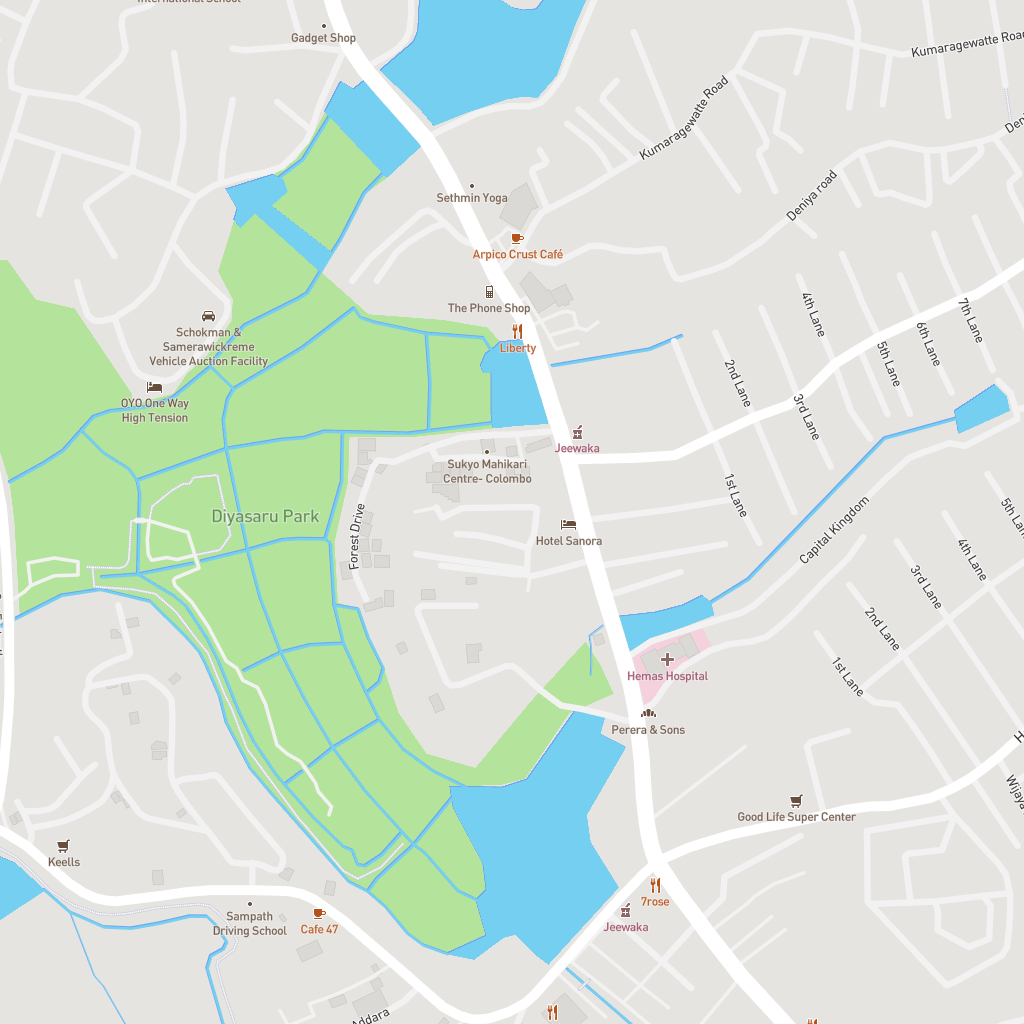 International School
Gadget Shop
Kumaragewatte Road
Kumaragewatte Road
Sethmin Yoga
Deniya road
Arpico Crust Café
The Phone Shop
Liberty
Schokman &
Samerawickreme
Vehicle Auction Facility
4th Lane
7th Lane
6th Lane
5th Lane
2nd Lane
3rd Lane
OYO One Way
High Tension
Jeewaka
Sukyo Mahikari
Centre- Colombo
1st Lane
Diyasaru Park
Forest Drive
Hotel Sanora
Capital Kingdom
5th Lane
4th Lane
3rd Lane
2nd Lane
1st Lane
Hemas Hospital
Perera & Sons
Good Life Super Center
Keells
7rose
Sampath
Driving School
Cafe 47
Jeewaka
Addara